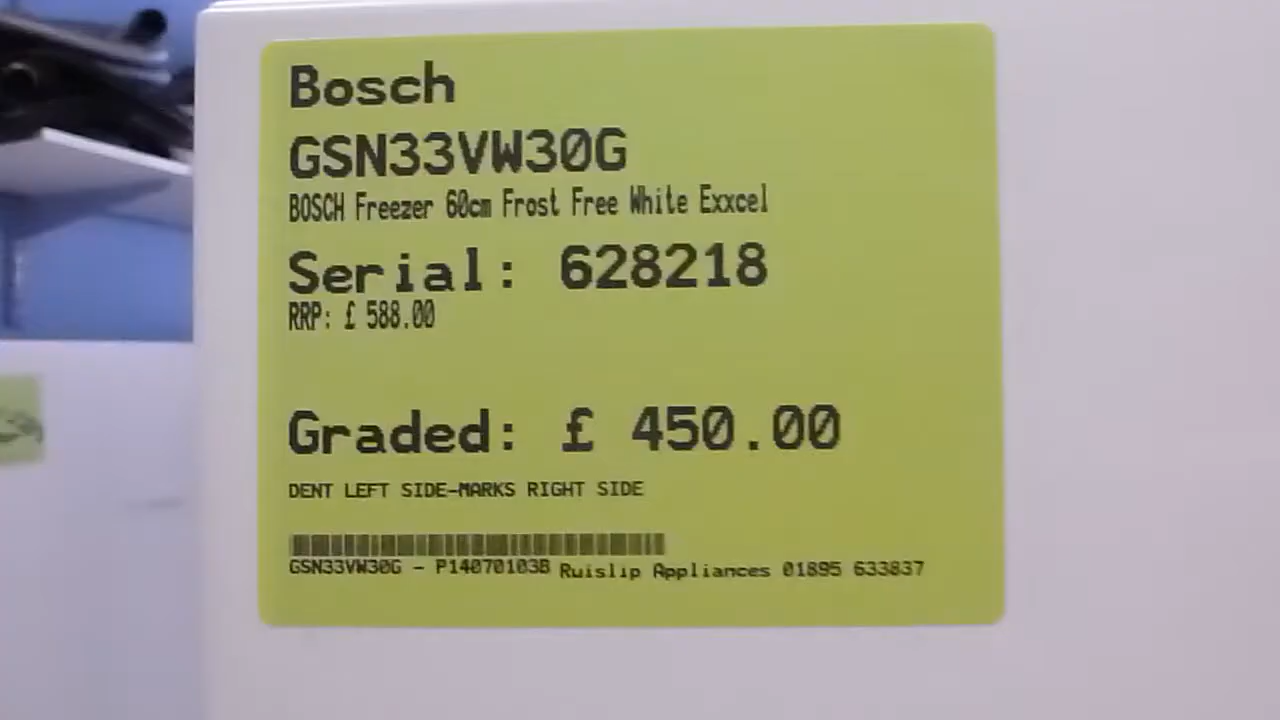 Bosch
GSN33VW30G
BOSCH Freezer 60cm Frost Free White Exxcel
Serial: 628218
RRP: £ 588.00
Graded: £ 450.00
DENT LEFT SIDE-MARKS RIGHT SIDE
GSN33VW30G - P14070103B Ruislip Appliances 01895 633837